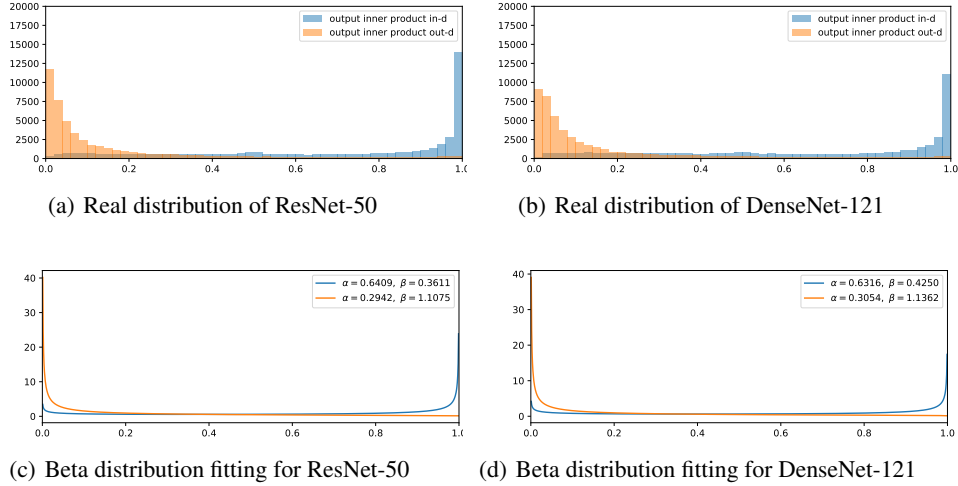 20000
17500
15000
12500
10000
7500
5000
2500
0
0.0 0.2 0.4 0.6 0.8 1.0
output inner product in-d
output inner product out-d
(a) Real distribution of ResNet-50
20000
17500
15000
12500
10000
7500
5000
2500
0
0.0 0.2 0.4 0.6 0.8 1.0
output inner product in-d
output inner product out-d
(b) Real distribution of DenseNet-121
40
30
20
10
0
0.0 0.2 0.4 0.6 0.8 1.0
α = 0.6409, β = 0.3611
α = 0.2942, β = 1.1075
(c) Beta distribution fitting for ResNet-50
40
30
20
10
0
0.0 0.2 0.4 0.6 0.8 1.0
α = 0.6316, β = 0.4250
α = 0.3054, β = 1.1362
(d) Beta distribution fitting for DenseNet-121